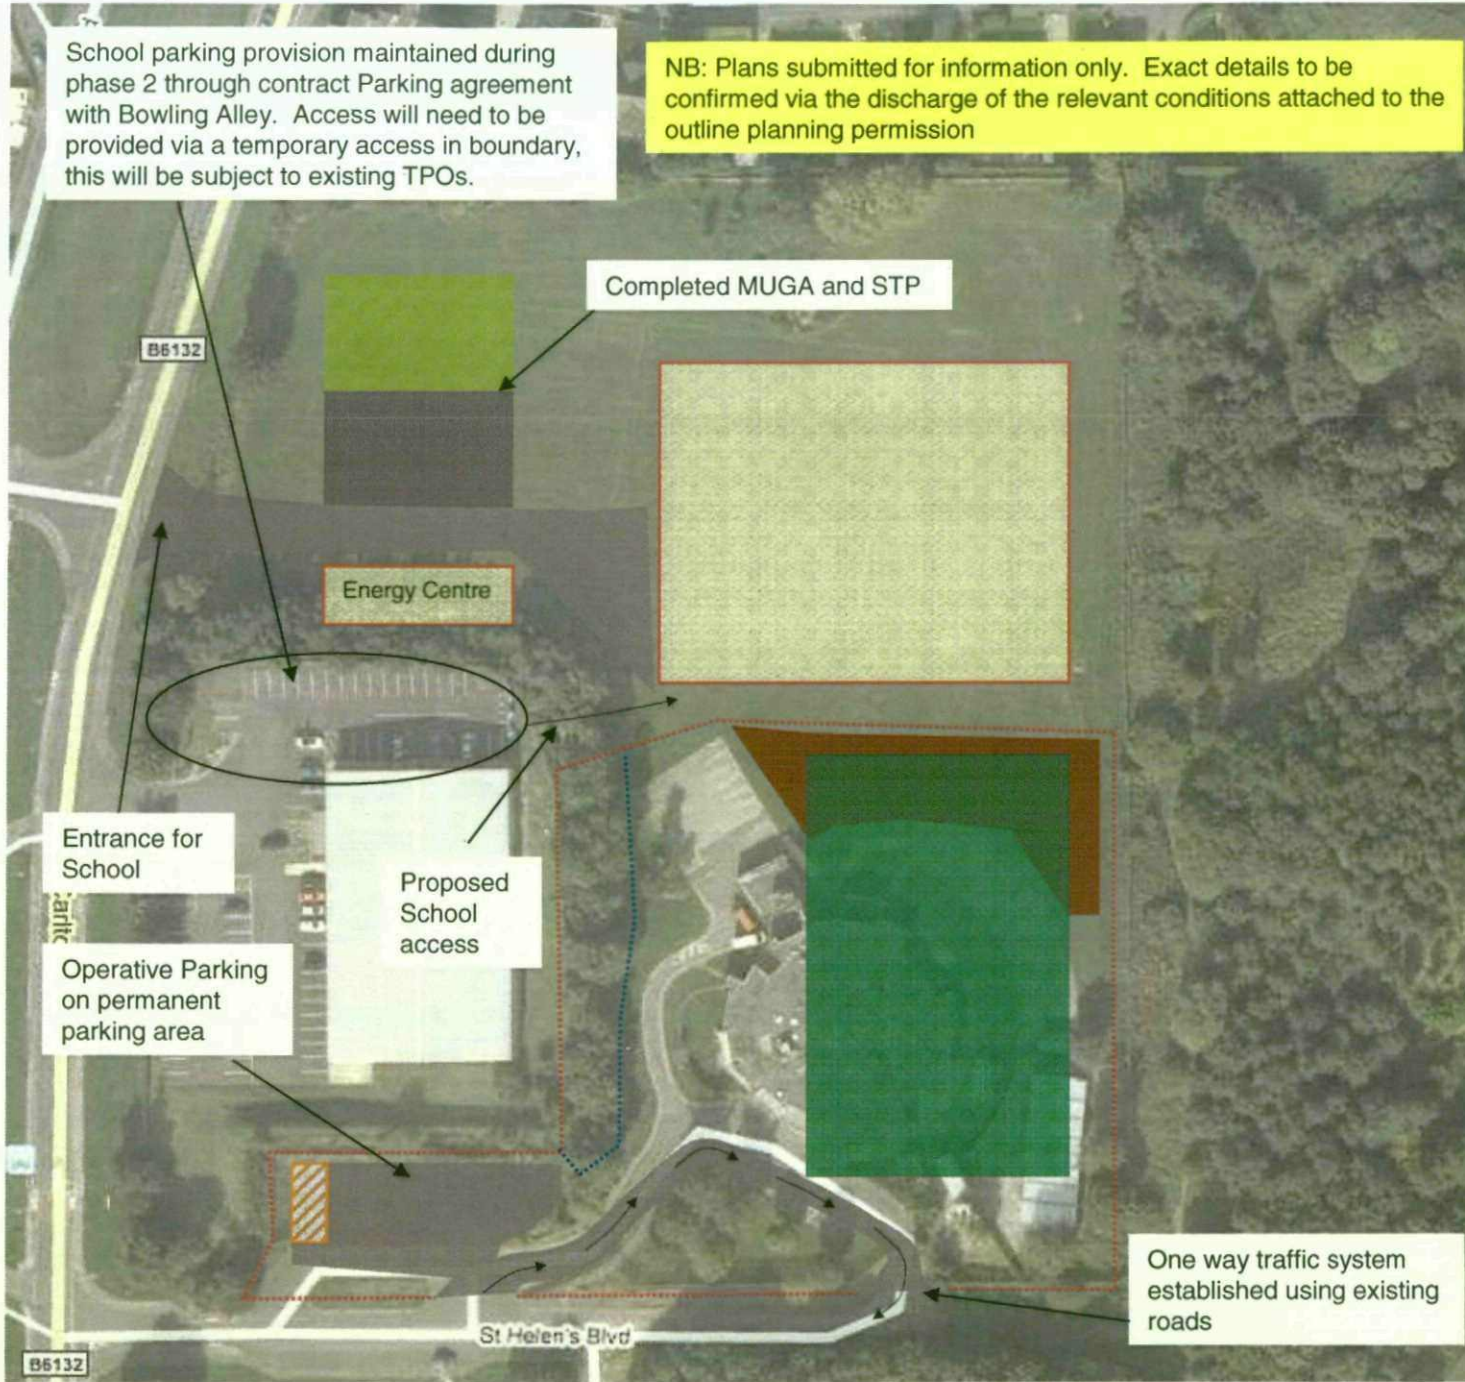 School parking provision maintained during
phase 2 through contract Parking agreement
with Bowling Alley. Access will need to be
provided via a temporary access in boundary,
this will be subject to existing TPOs.
NB: Plans submitted for information only. Exact details to be
confirmed via the discharge of the relevant conditions attached to the
outline planning permission
Completed MUGA and STP
B6132
Energy Centre
Entrance for
School
Proposed
School
access
Operative Parking
on permanent
parking area
One way traffic system
established using existing
roads
St Helen's Blvd
B6132